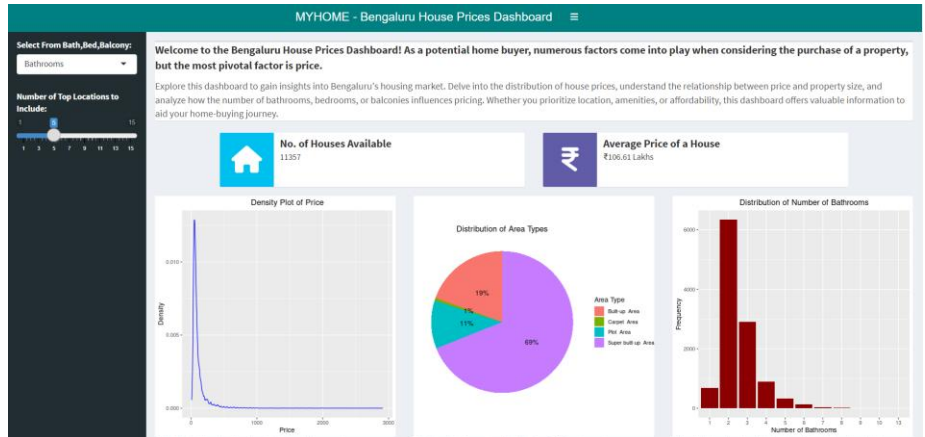 MYHOME - Bengaluru House Prices Dashboard
Select From Bath,Bed,Balcony:
Bathrooms
Number of Top Locations to
Include:
1 5 15
1 3 5 7 9 11 13 15
Welcome to the Bengaluru House Prices Dashboard! As a potential home buyer, numerous factors come into play when considering the purchase of a property,
but the most pivotal factor is price.
Explore this dashboard to gain insights into Bengaluru's housing market. Delve into the distribution of house prices, understand the relationship between price and property size, and
analyze how the number of bathrooms, bedrooms, or balconies influences pricing. Whether you prioritize location, amenities, or affordability, this dashboard offers valuable information to
aid your home-buying journey.
No. of Houses Available
11357
₹
Average Price of a House
₹106.61 Lakhs
Density Plot of Price
Density
0.010
0.005
0.000
0 1000 2000 3000
Price
Distribution of Area Types
19%
1%
11%
69%
Area Type
Built-up Area
Carpet Area
Plot Area
Super built-up Area
Distribution of Number of Bathrooms
Frequency
6000
4000
2000
0
1 2 3 4 5 6 7 8 9 10 13
Number of Bathrooms